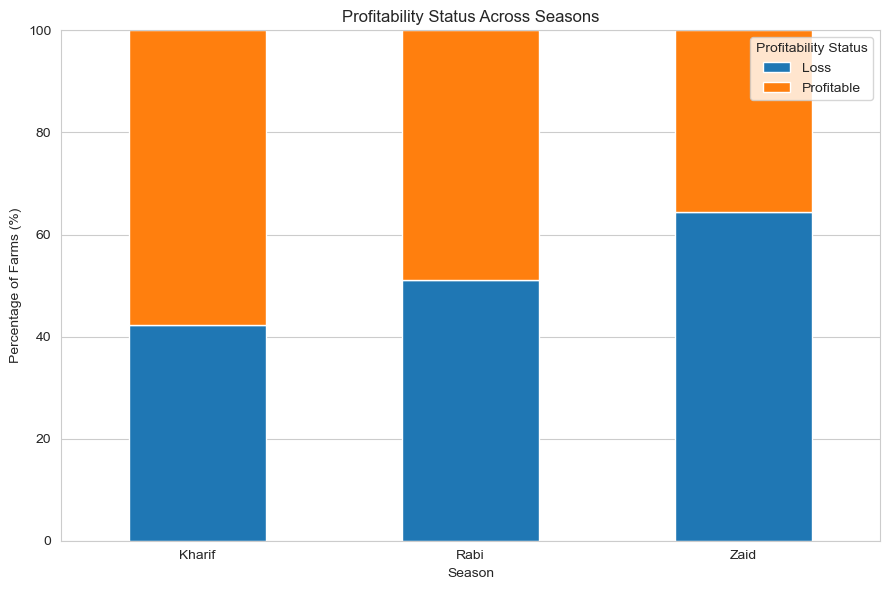 Profitability Status Across Seasons
Profitability Status
Loss
Profitable
Percentage of Farms (%)
100
80
60
40
20
0
Kharif
Rabi
Zaid
Season